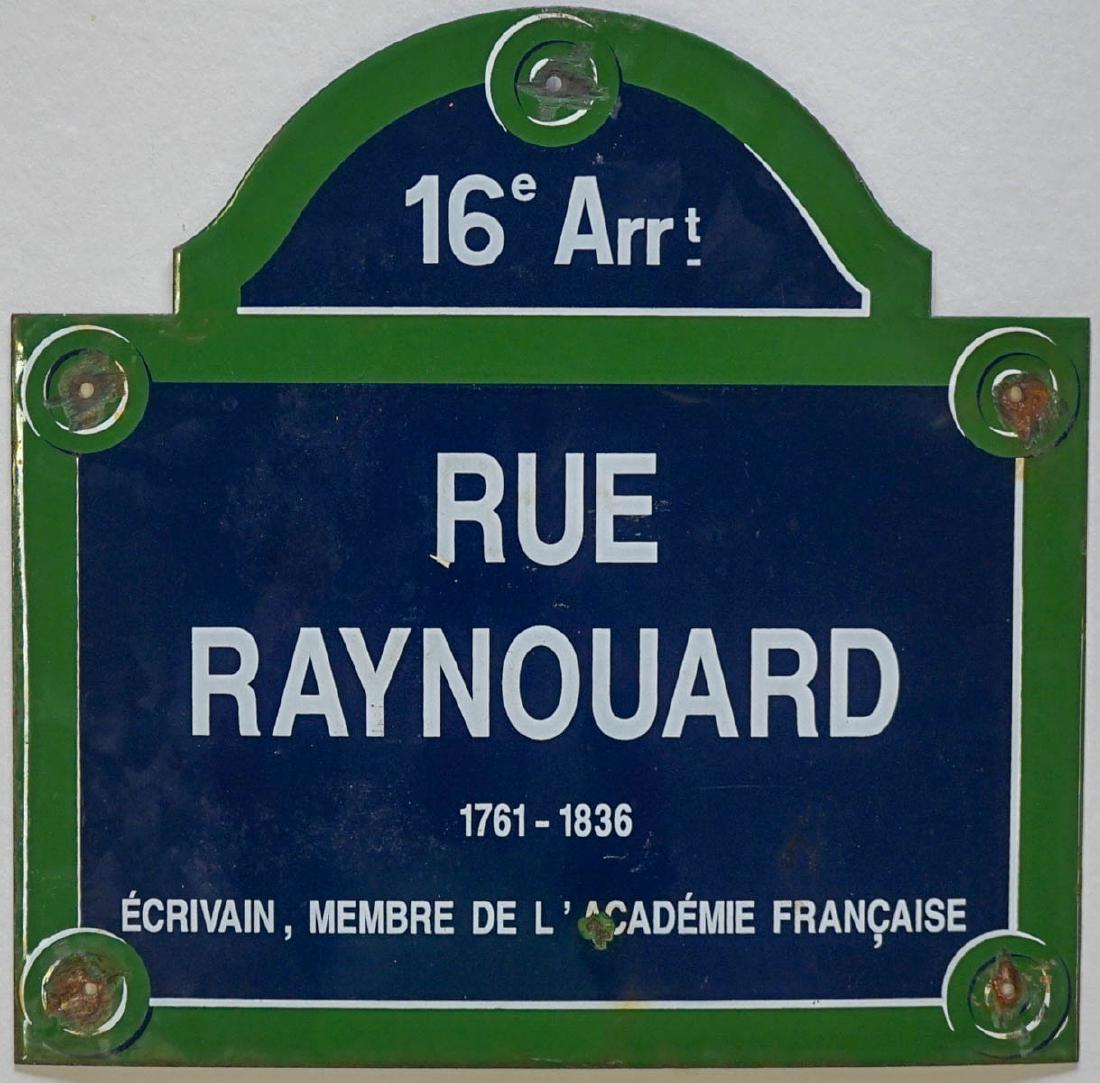 16e Arrt
RUE
RAYNOUARD
1761 - 1836
ÉCRIVAIN, MEMBRE DE L'ACADÉMIE FRANÇAISE